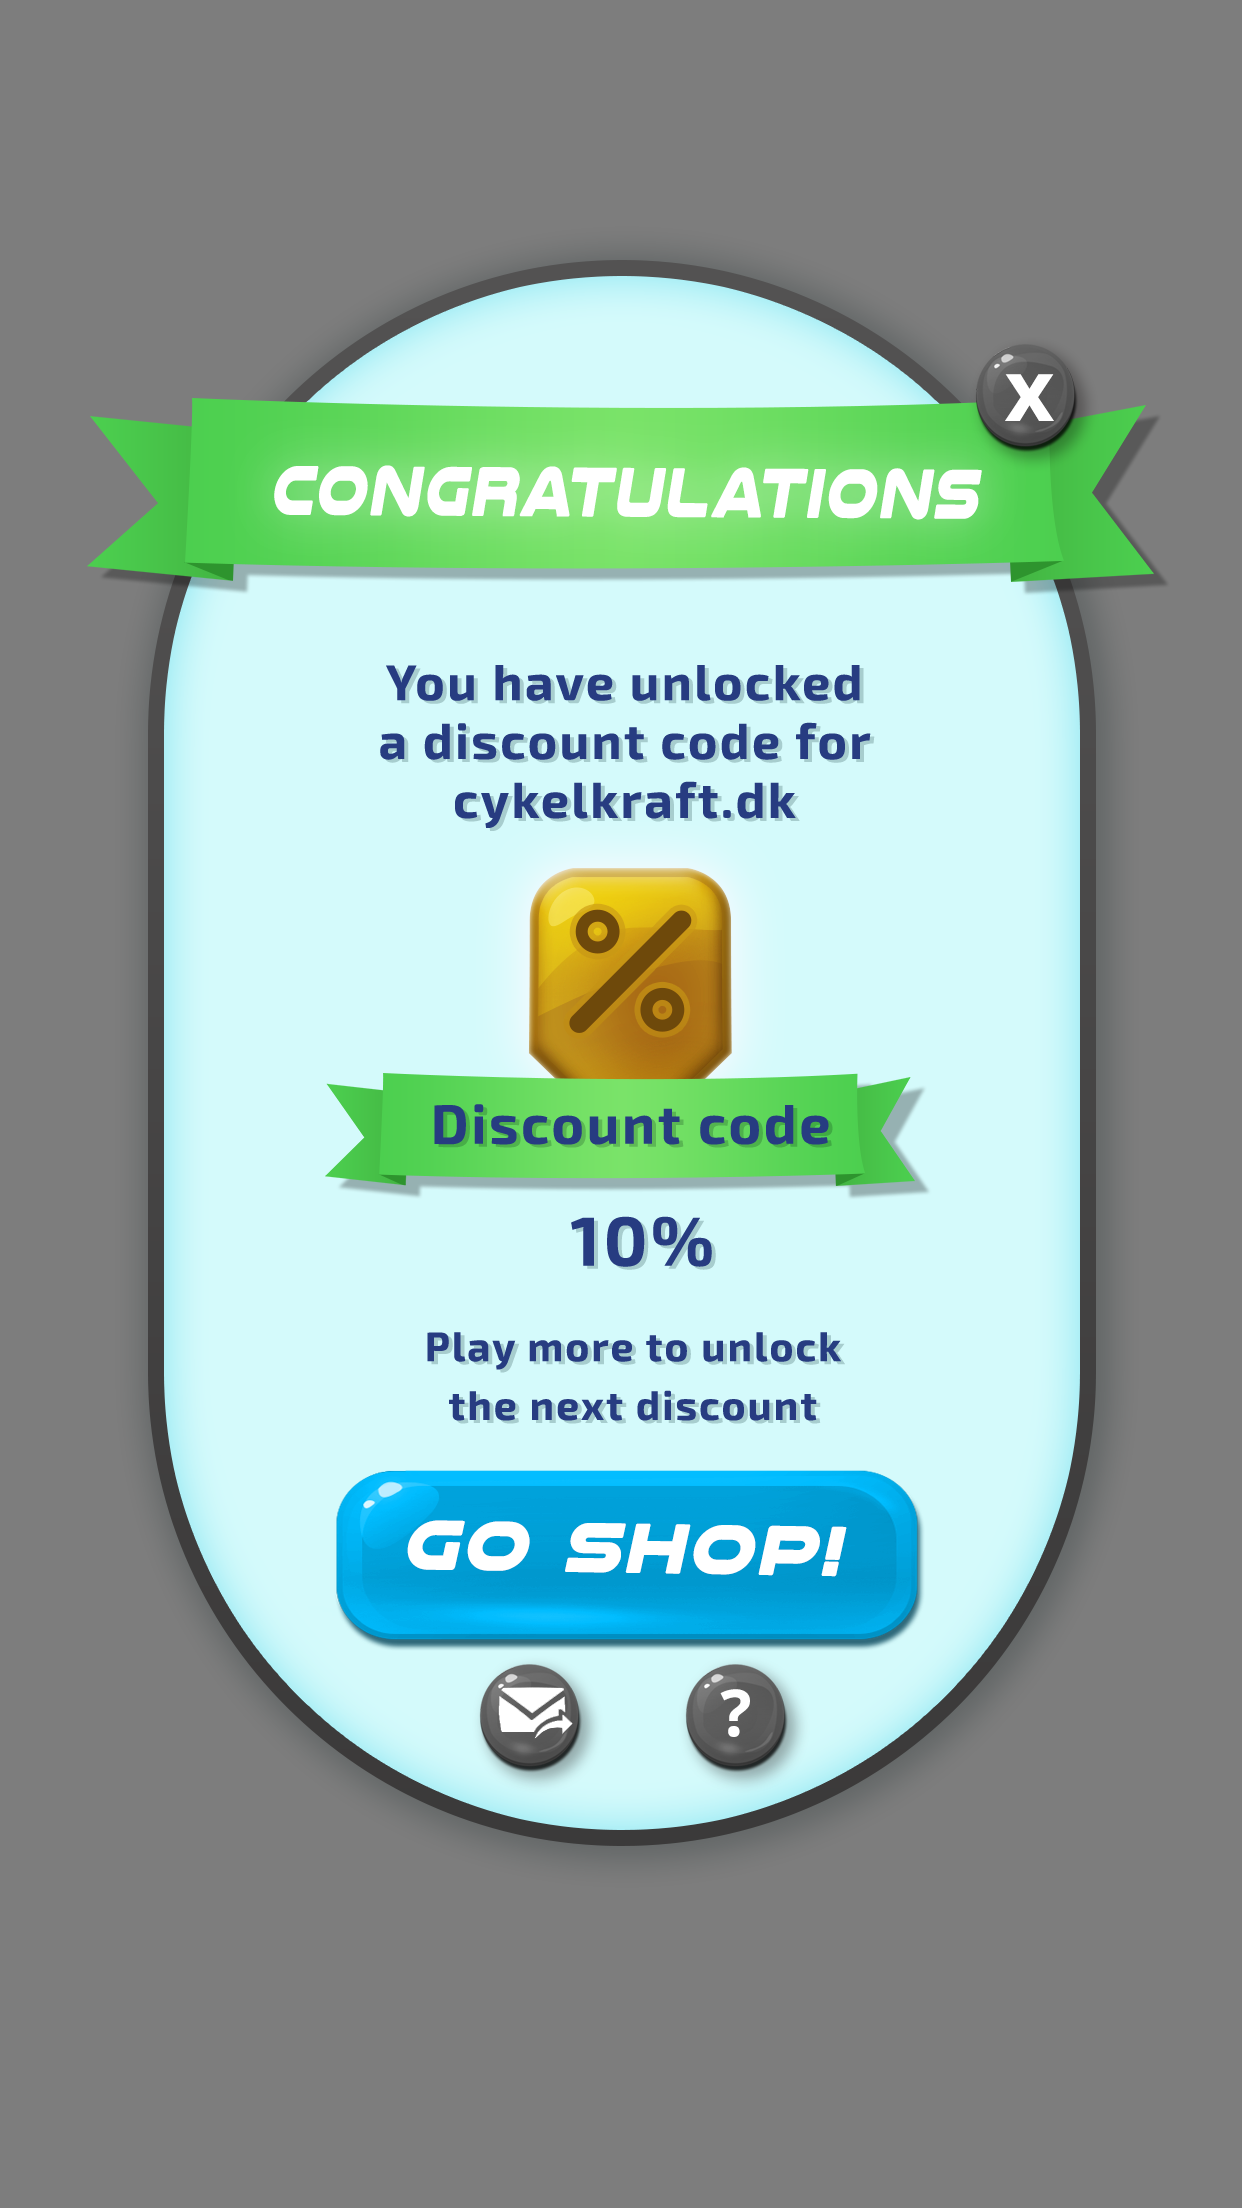 X
CONGRATULATIONS
You have unlocked
a discount code for
cykelkraft.dk
%
Discount code
10%
Play more to unlock
the next discount
GO SHOP!
?